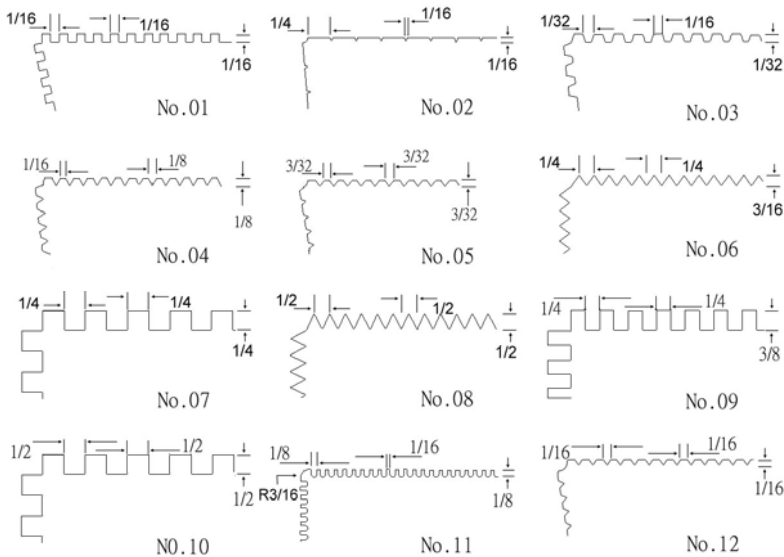 1/16 1/16 1/16
No.01
1/4 1/16 1/16
No.02
1/32 1/16 1/32
No.03
1/16 1/8 1/8
No.04
3/32 3/32 3/32
No.05
1/4 1/4 3/16
No.06
1/4 1/4 1/4
No.07
1/2 1/2 1/2
No.08
1/4 1/4 3/8
No.09
1/2 1/2 1/2
NO.10
1/8 1/16 R3/16 1/8
No.11
1/16 1/16 1/16
No.12